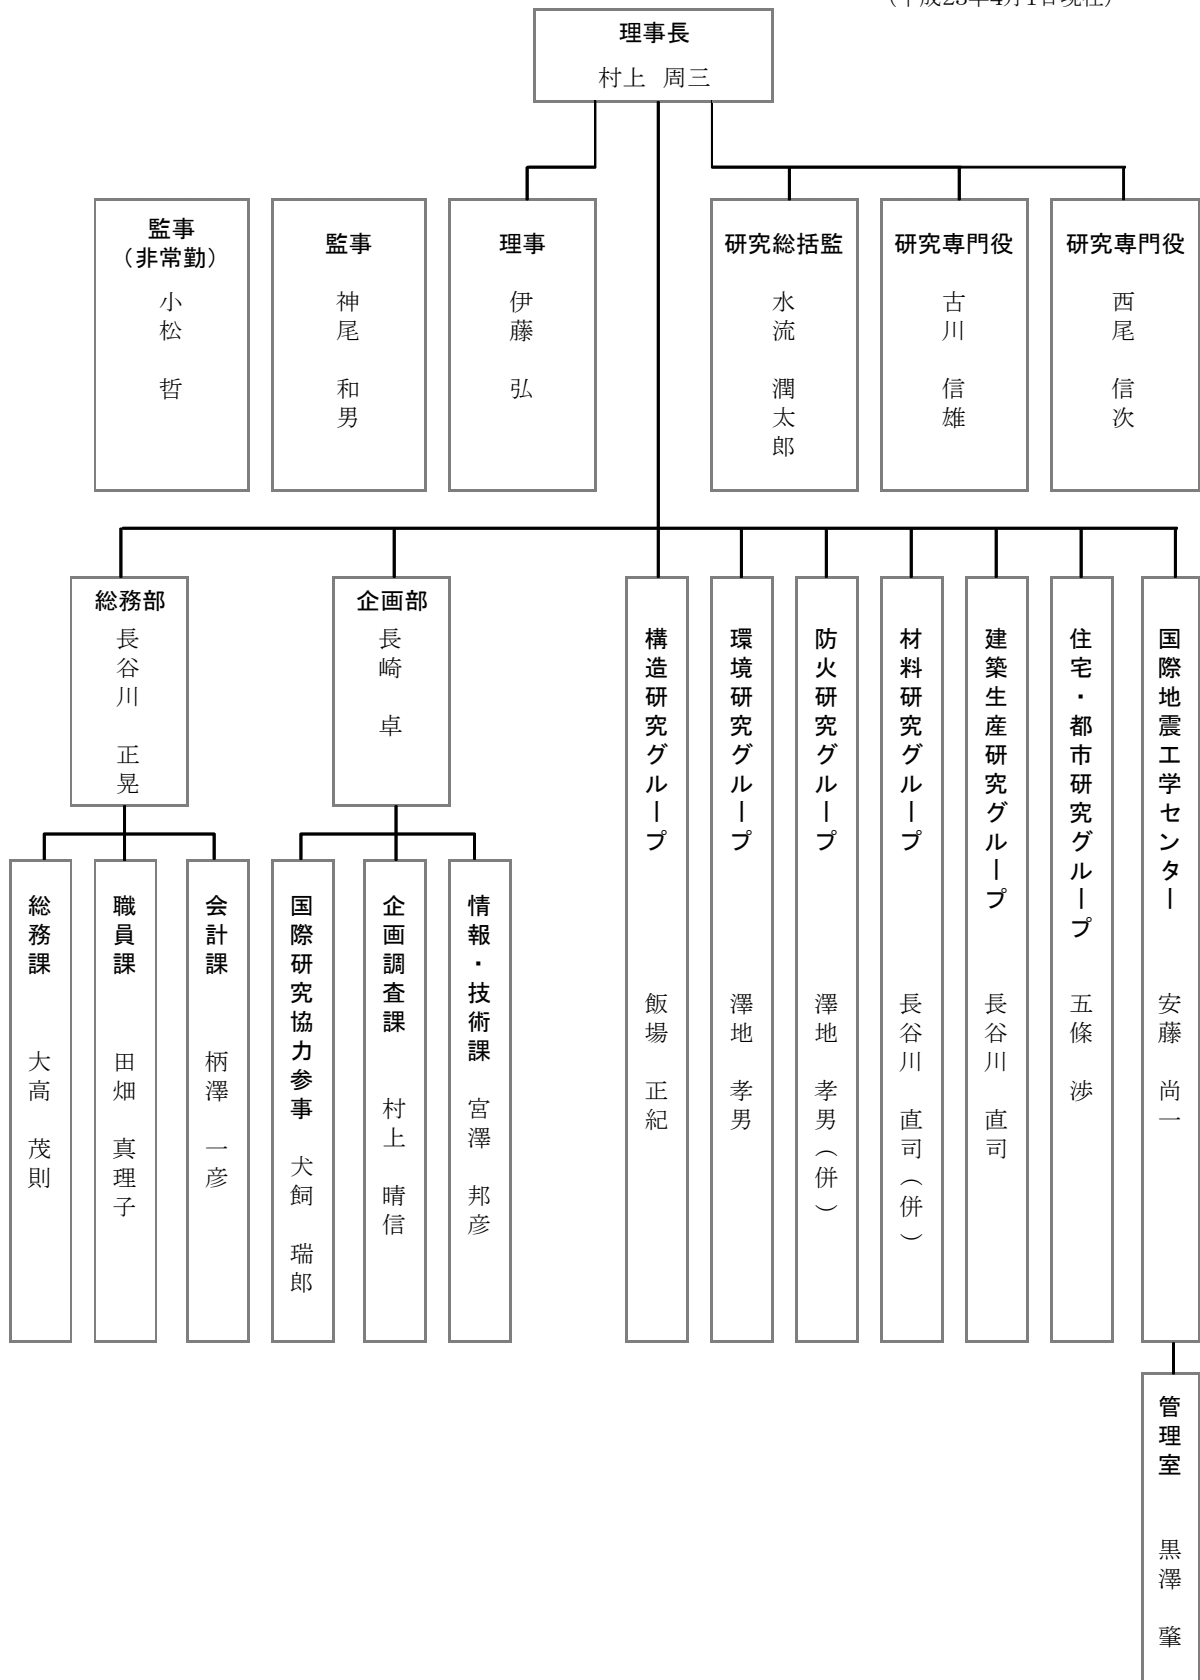 (平成23年4月1日現在)
理事長
村上 周三
監事
(非常勤)
小松 哲
監事
神尾 和男
理事
伊藤 弘
研究総括監
水流 潤太郎
研究専門役
古川 信雄
研究専門役
西尾 信次
総務部
長谷川 正晃
企画部
長崎 卓
構造研究グループ 飯場 正紀
環境研究グループ 澤地 孝男
防火研究グループ 澤地 孝男(併)
材料研究グループ 長谷川 直司(併)
建築生産研究グループ 長谷川 直司
住宅・都市研究グループ 五條 渉
国際地震工学センター 安藤 尚一
総務課 大高 茂則
職員課 田畑 真理子
会計課 柄澤 一彦
国際研究協力参事 犬飼 瑞郎
企画調査課 村上 晴信
情報・技術課 宮澤 邦彦
管理室 黒澤 肇